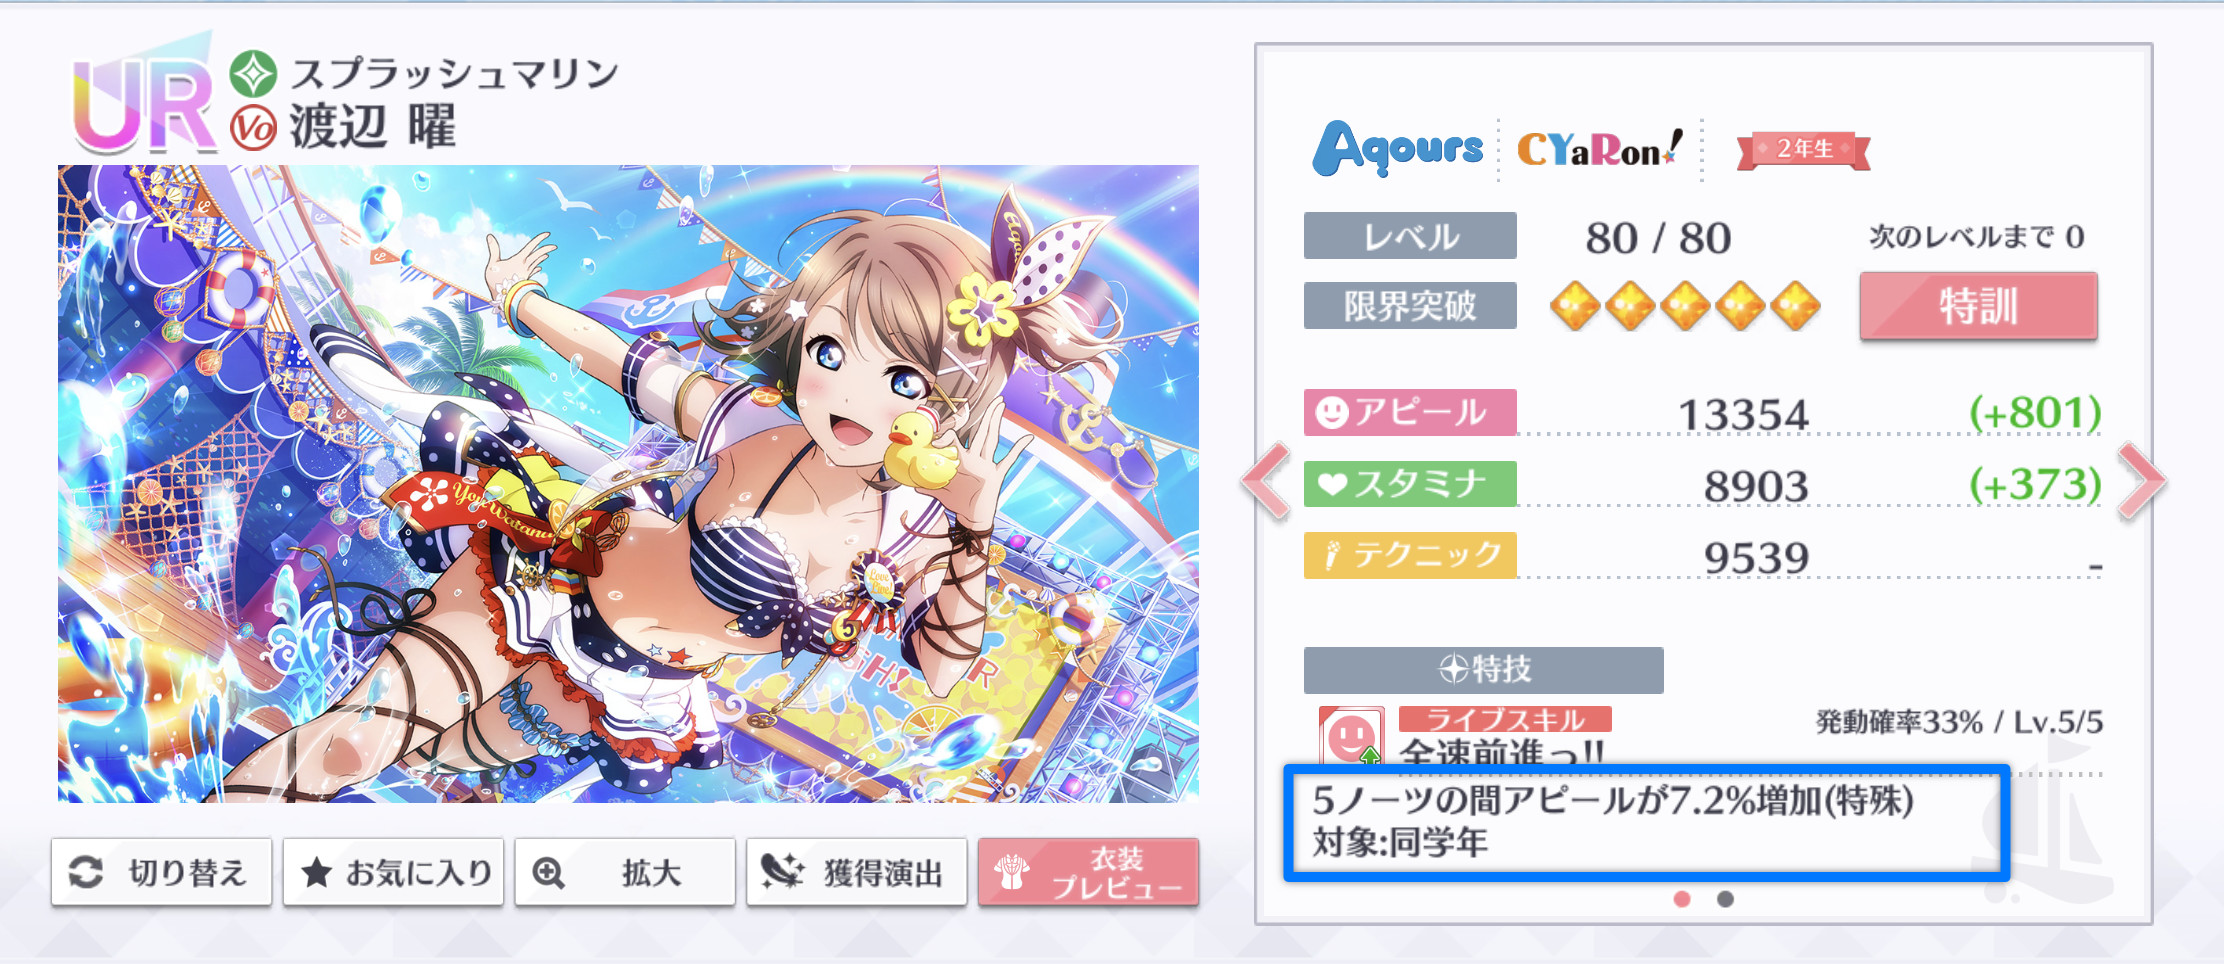 UR
スプラッシュマリン
Vo
渡辺 曜
Aqours
CYaRon!
2年生
レベル
80 / 80
次のレベルまで 0
限界突破
特訓
アピール
13354
(+801)
スタミナ
8903
(+373)
テクニック
9539
-
特技
ライブスキル
発動確率33% / Lv.5/5
全速前進っ!!
5ノーツの間アピールが7.2%増加(特殊)
対象:同学年
切り替え
お気に入り
拡大
獲得演出
衣装
プレビュー